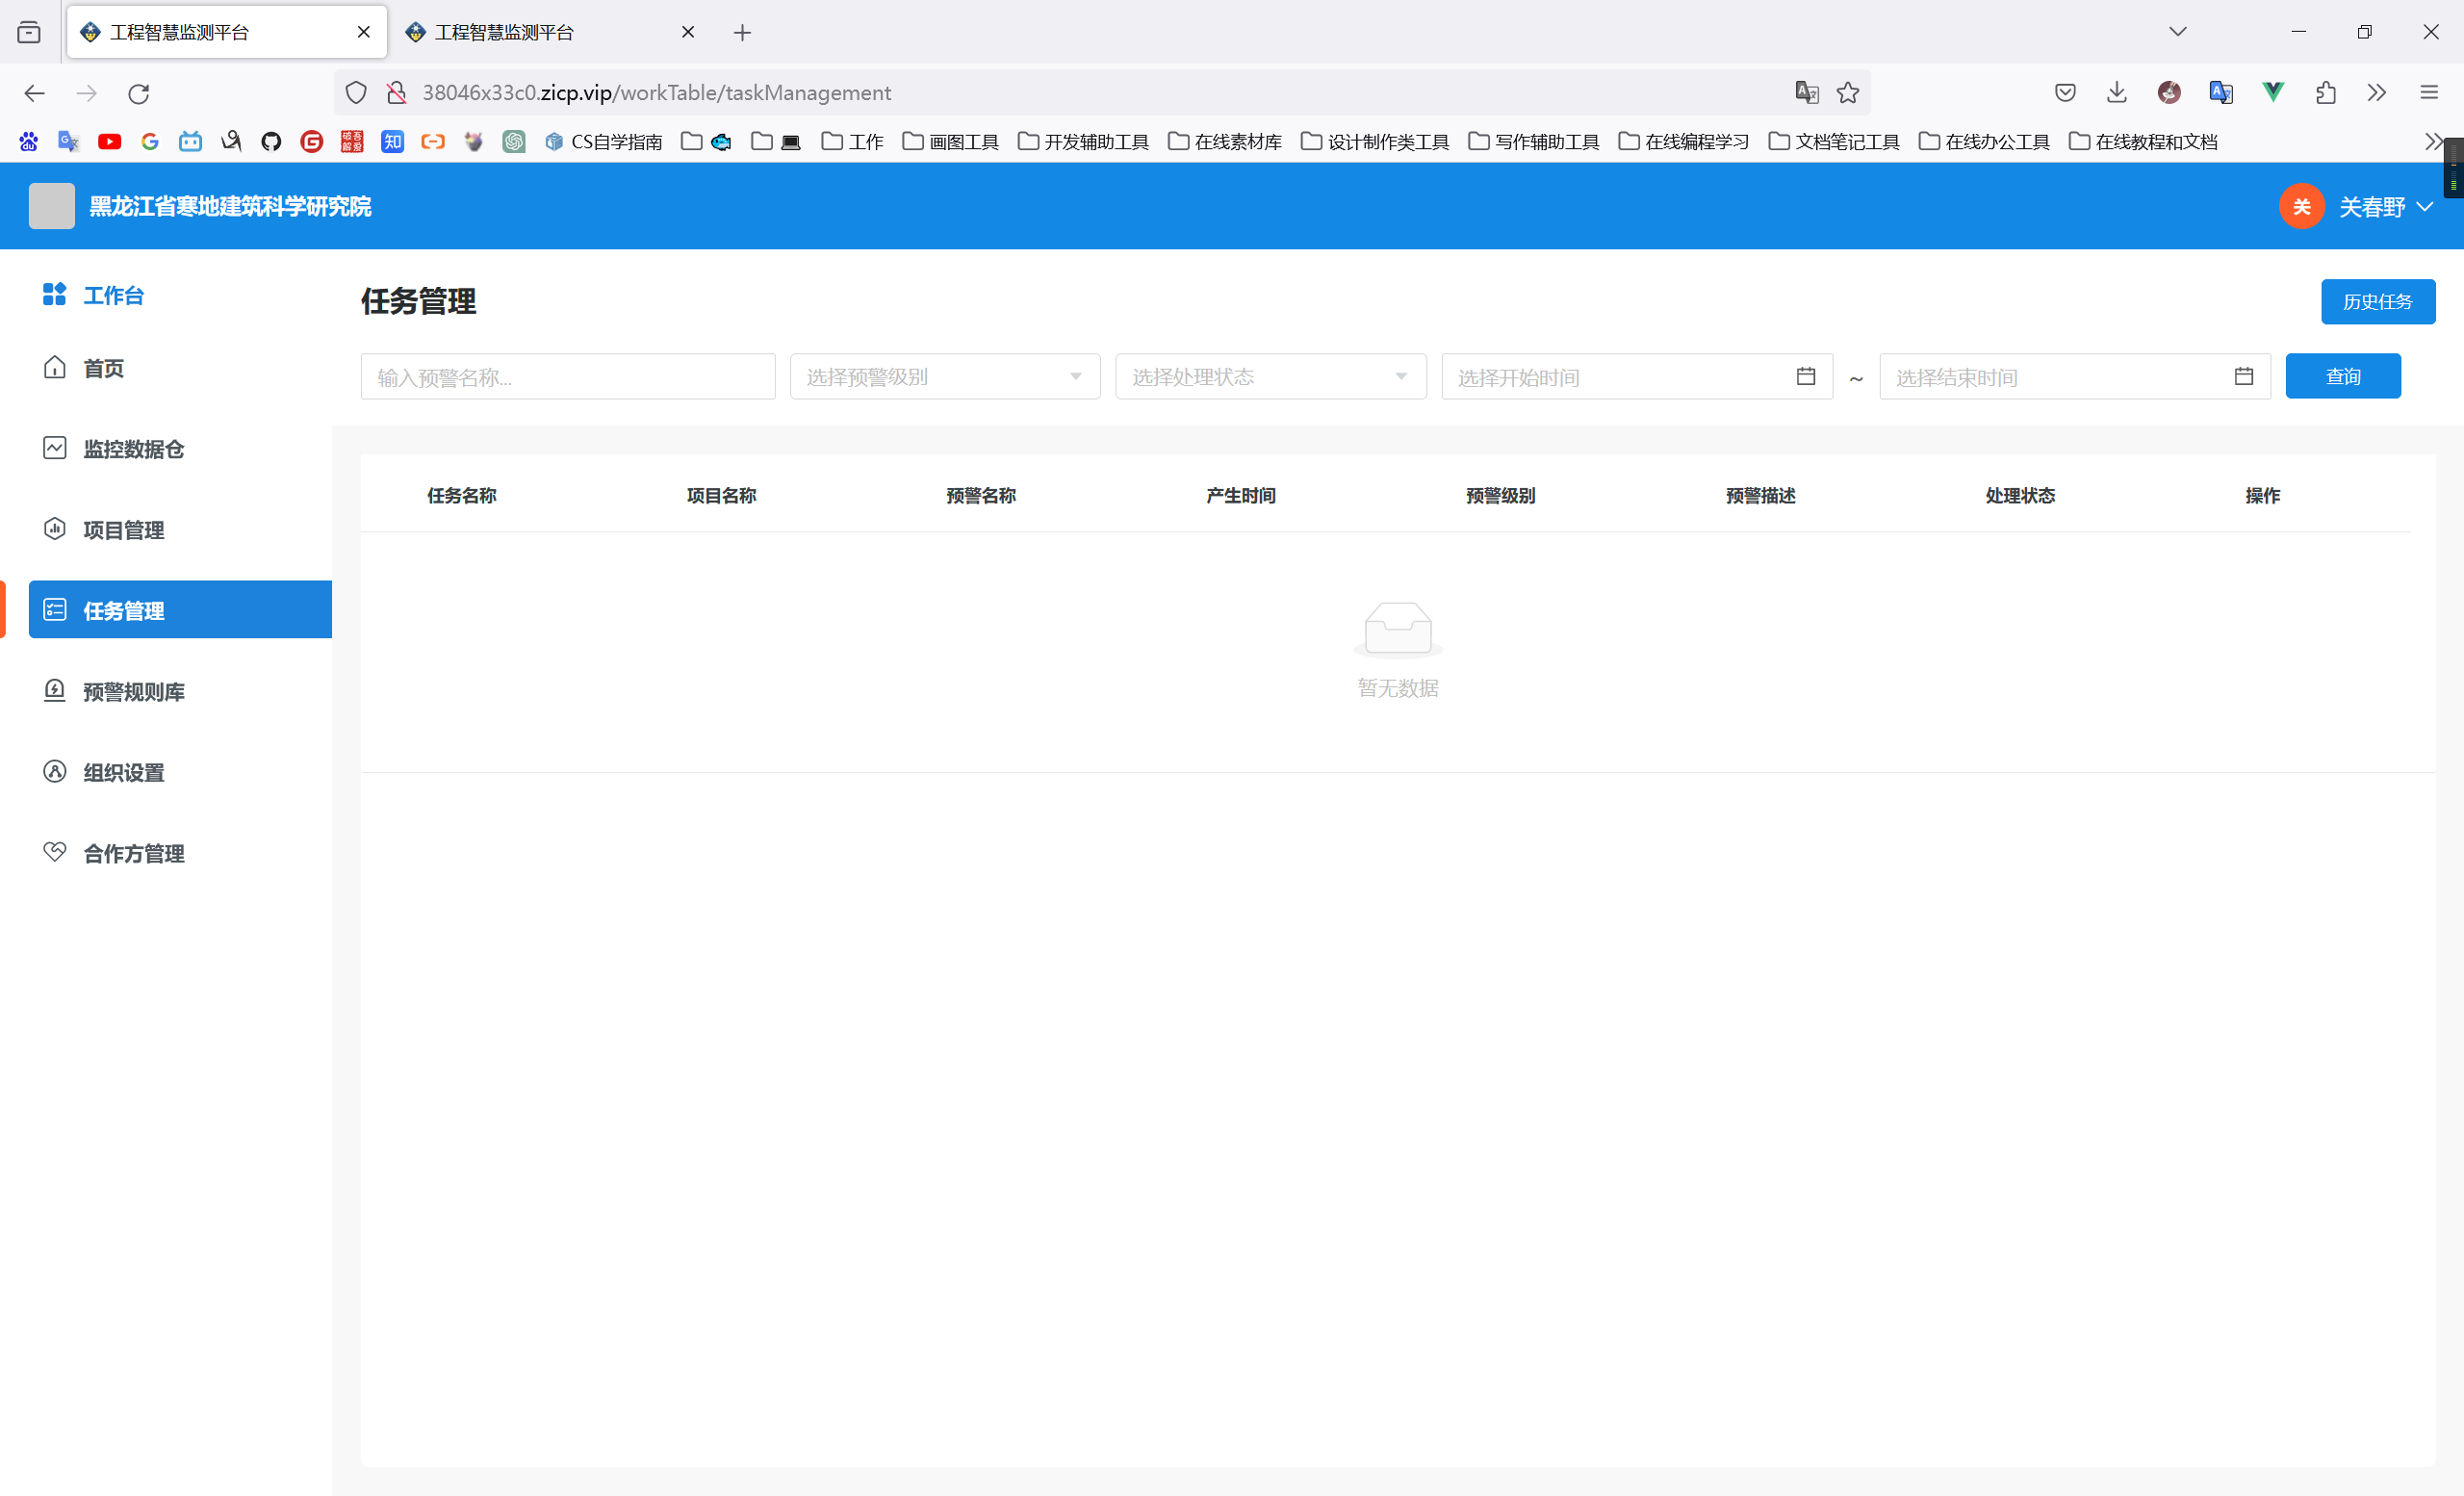 工程智慧监测平台
工程智慧监测平台
38046x33c0.zicp.vip/workTable/taskManagement
CS自学指南 工作 画图工具 开发辅助工具 在线素材库 设计制作类工具 写作辅助工具 在线编程学习 文档笔记工具 在线办公工具 在线教程和文档
黑龙江省寒地建筑科学研究院
关 关春野
工作台
首页
监控数据仓
项目管理
任务管理
预警规则库
组织设置
合作方管理
任务管理
历史任务
输入预警名称... 选择预警级别 选择处理状态 选择开始时间 ~ 选择结束时间 查询
任务名称 项目名称 预警名称 产生时间 预警级别 预警描述 处理状态 操作
暂无数据